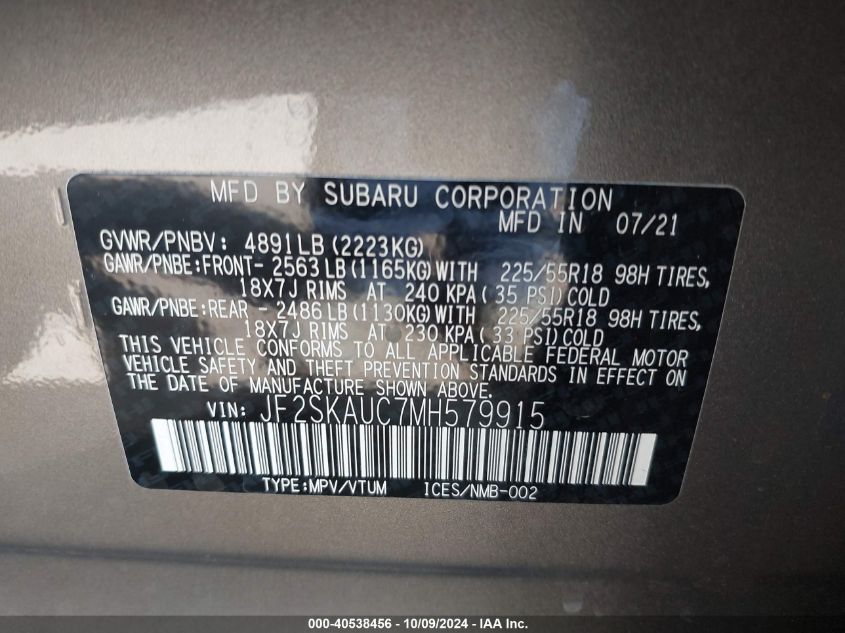 MFD BY SUBARU CORPORATION
MFD IN 07/21
GVWR/PNBV: 4891LB (2223KG)
GAWR/PNBE:FRONT- 2563LB(1165KG)WITH 225/55R18 98H TIRES,
18X7J RIMS AT 240 KPA( 35 PSI)COLD
GAWR/PNBE:REAR - 2486LB(1130KG)WITH 225/55R18 98H TIRES,
18X7J RIMS AT 230 KPA( 33 PSI)COLD
THIS VEHICLE CONFORMS TO ALL APPLICABLE FEDERAL MOTOR
VEHICLE SAFETY AND THEFT PREVENTION STANDARDS IN EFFECT ON
THE DATE OF MANUFACTURE SHOWN ABOVE.
VIN: JF2SKAUC7MH579915
TYPE:MPV/VTUM ICES/NMB-002
000-40538456 - 10/09/2024 - IAA Inc.